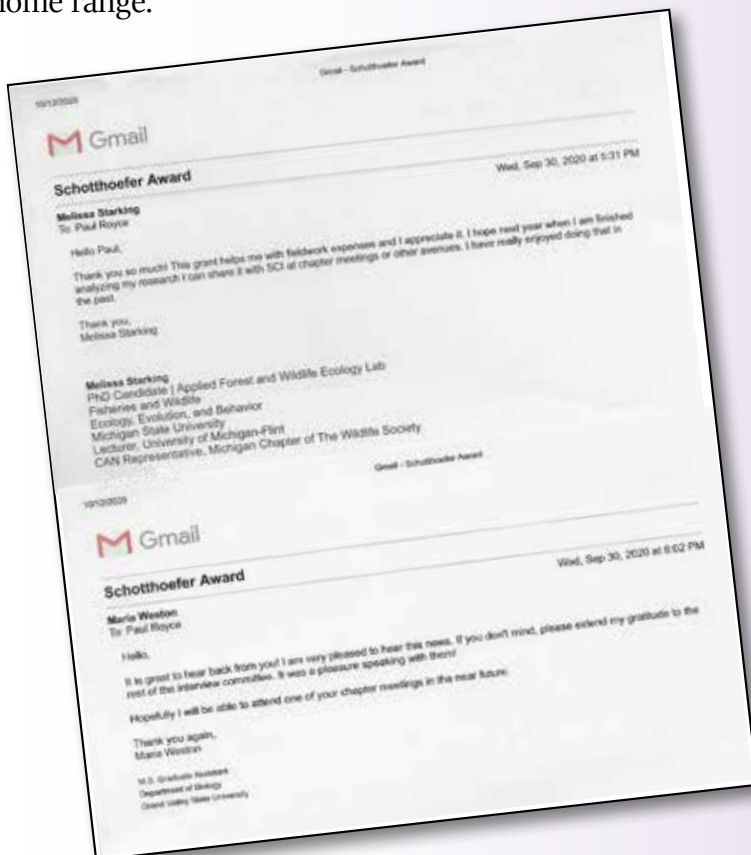 home range.
10/12/2020
Gmail - Schotthoefer Award
Gmail
Schotthoefer Award
Wed, Sep 30, 2020 at 5:31 PM
Melissa Starking
To: Paul Royce
Hello Paul,
Thank you so much! This grant helps me with fieldwork expenses and I appreciate it. I hope next year when I am finished
analyzing my research I can share it with SCI at chapter meetings or other avenues. I have really enjoyed doing that in
the past.
Thank you,
Melissa Starking
Melissa Starking
PhD Candidate | Applied Forest and Wildlife Ecology Lab
Fisheries and Wildlife
Ecology, Evolution, and Behavior
Michigan State University
Lecturer, University of Michigan-Flint
CAN Representative, Michigan Chapter of The Wildlife Society
10/12/2020
Gmail - Schotthoefer Award
Gmail
Schotthoefer Award
Wed, Sep 30, 2020 at 6:02 PM
Maria Weston
To: Paul Royce
Hello,
It is great to hear back from you! I am very pleased to hear this news. If you don't mind, please extend my gratitude to the
rest of the interview committee. It was a pleasure speaking with them!
Hopefully I will be able to attend one of your chapter meetings in the near future.
Thank you again,
Maria Weston
M.S. Graduate Assistant
Department of Biology
Grand Valley State University